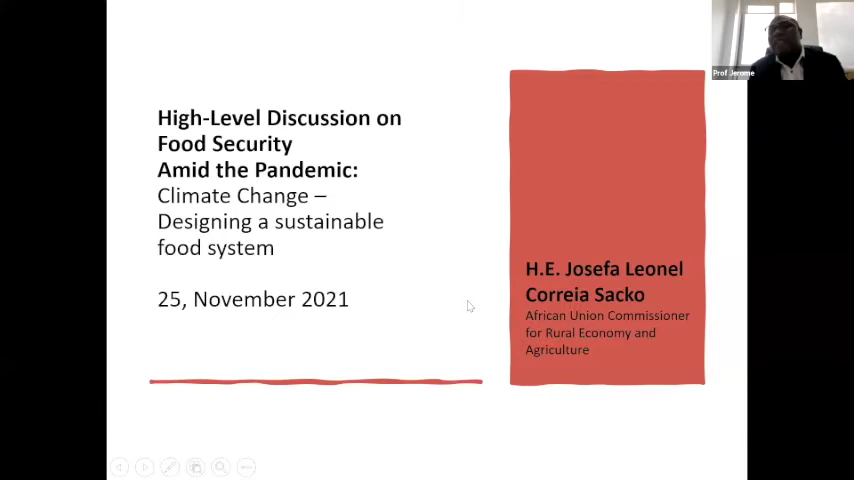 Prof Jerome
High-Level Discussion on
Food Security
Amid the Pandemic:
Climate Change –
Designing a sustainable
food system
25, November 2021
H.E. Josefa Leonel
Correia Sacko
African Union Commissioner
for Rural Economy and
Agriculture